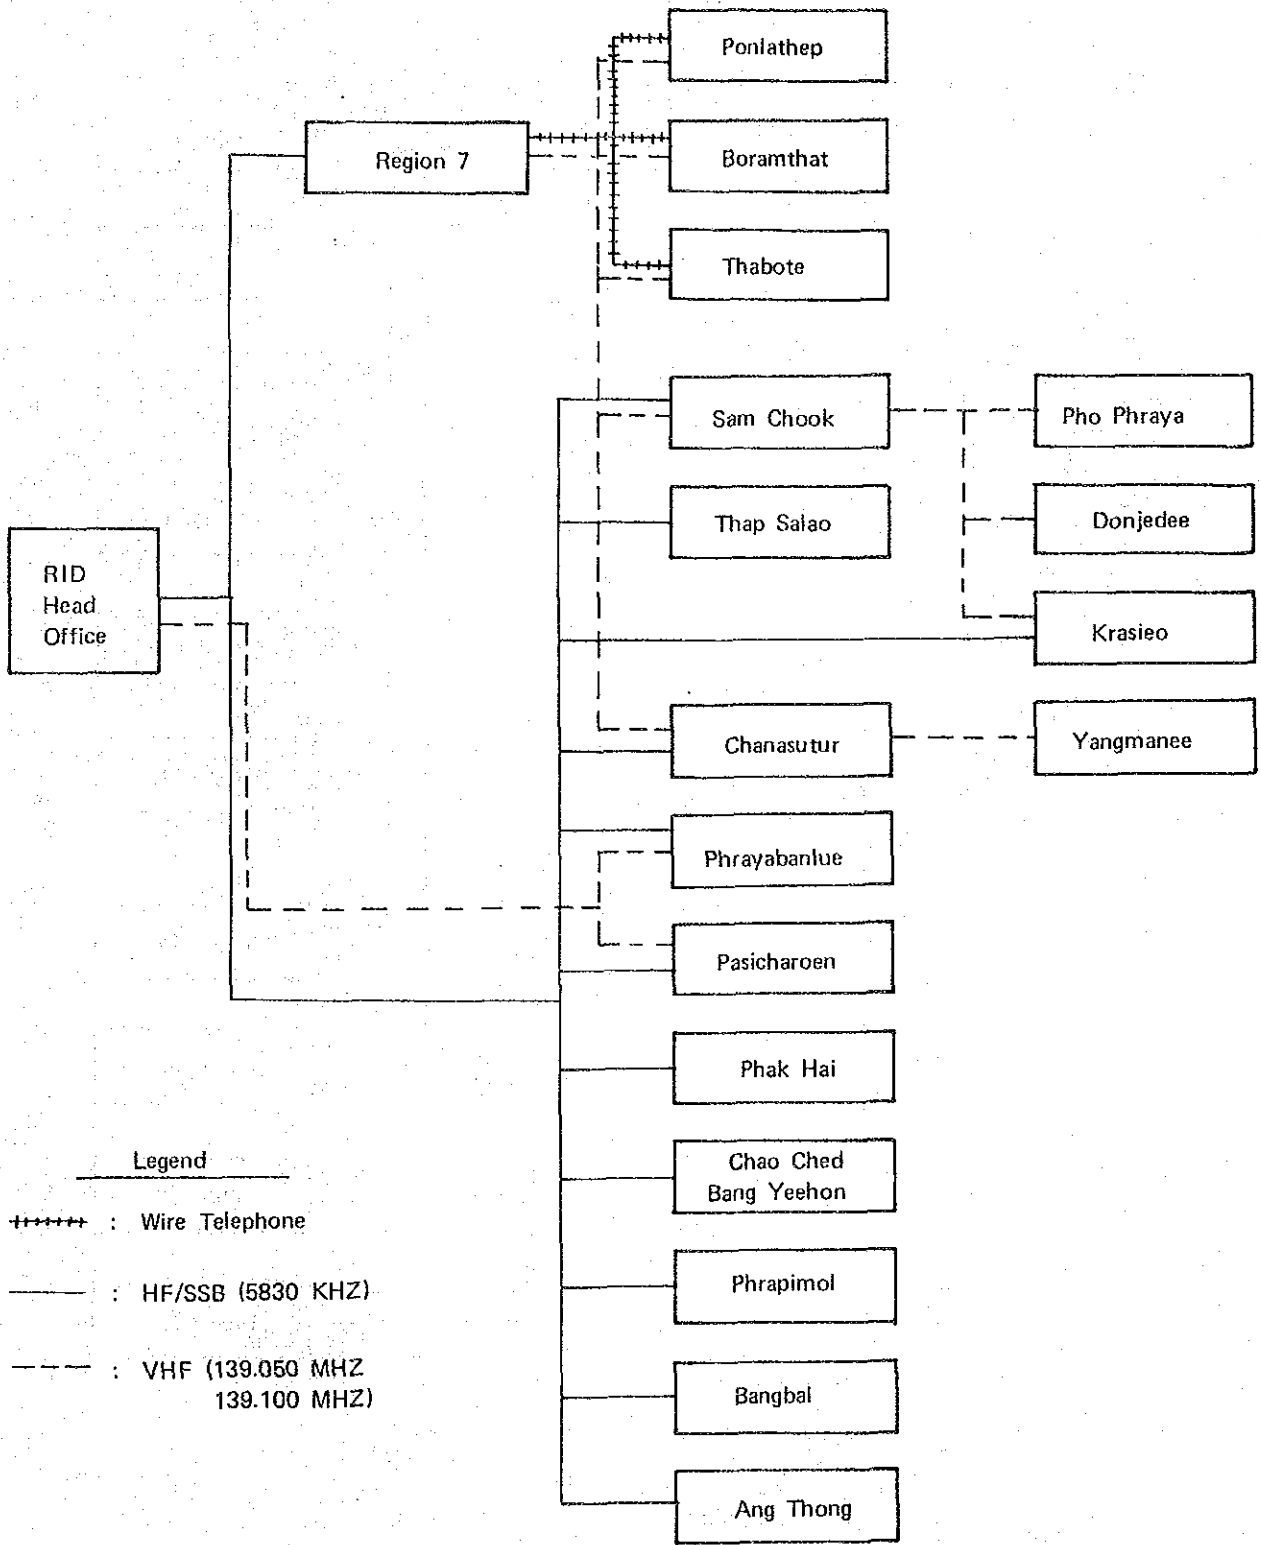 Ponlathep
Region 7
Boramthat
Thabote
Sam Chook
Pho Phraya
Thap Salao
Donjedee
RID
Head
Office
Krasieo
Chanasutur
Yangmanee
Phrayabanlue
Pasicharoen
Phak Hai
Chao Ched
Bang Yeehon
Phrapimol
Bangbal
Ang Thong
Legend
: Wire Telephone
: HF/SSB (5830 KHZ)
: VHF (139.050 MHZ
139.100 MHZ)